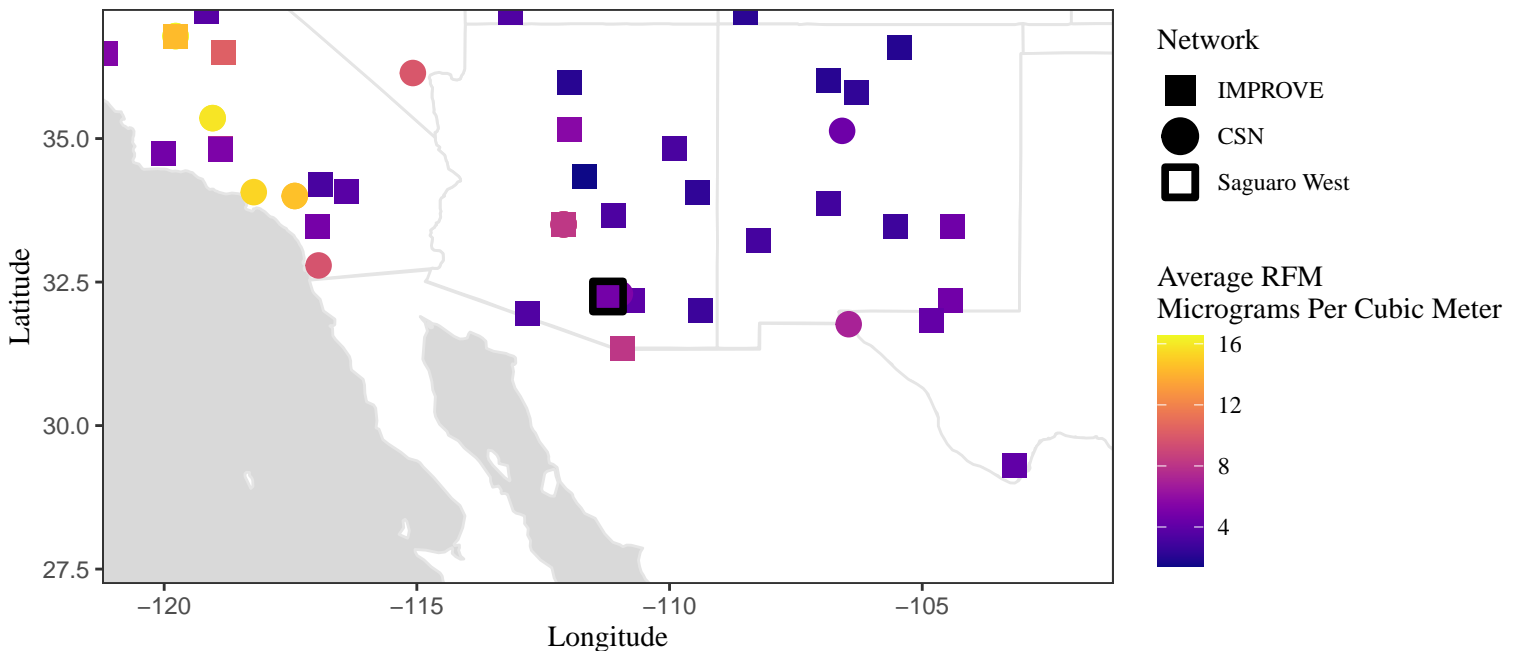 Network
IMPROVE
CSN
Saguaro West
Average RFM
Micrograms Per Cubic Meter
16
12
8
4
35.0
32.5
30.0
27.5
Latitude
−120
−115
−110
−105
Longitude